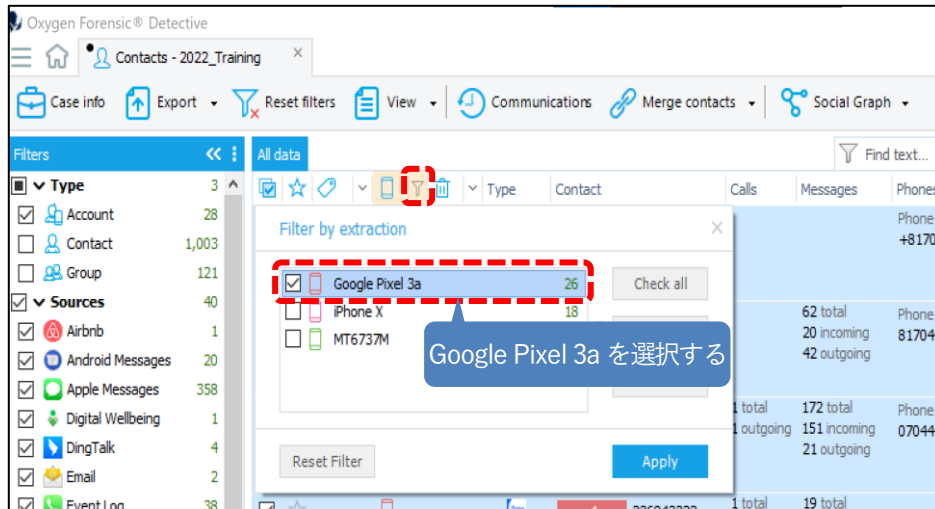 Oxygen Forensic® Detective
Contacts - 2022_Training
Case info Export Reset filters View Communications Merge contacts Social Graph
Filters
All data
Find text...
Type 3
Account 28
Contact 1,003
Group 121
Sources 40
Airbnb 1
Android Messages 20
Apple Messages 358
Digital Wellbeing 1
DingTalk 4
Email 2
Event Log 38
Type Contact Calls Messages Phones
Filter by extraction
Google Pixel 3a 26
iPhone X 18
MT6737M
Check all
Google Pixel 3a を選択する
Reset Filter
Apply
Phone
+8170
62 total
20 incoming
42 outgoing
Phone
81704
1 total
1 outgoing
172 total
151 incoming
21 outgoing
Phone
07044
1 total
19 total